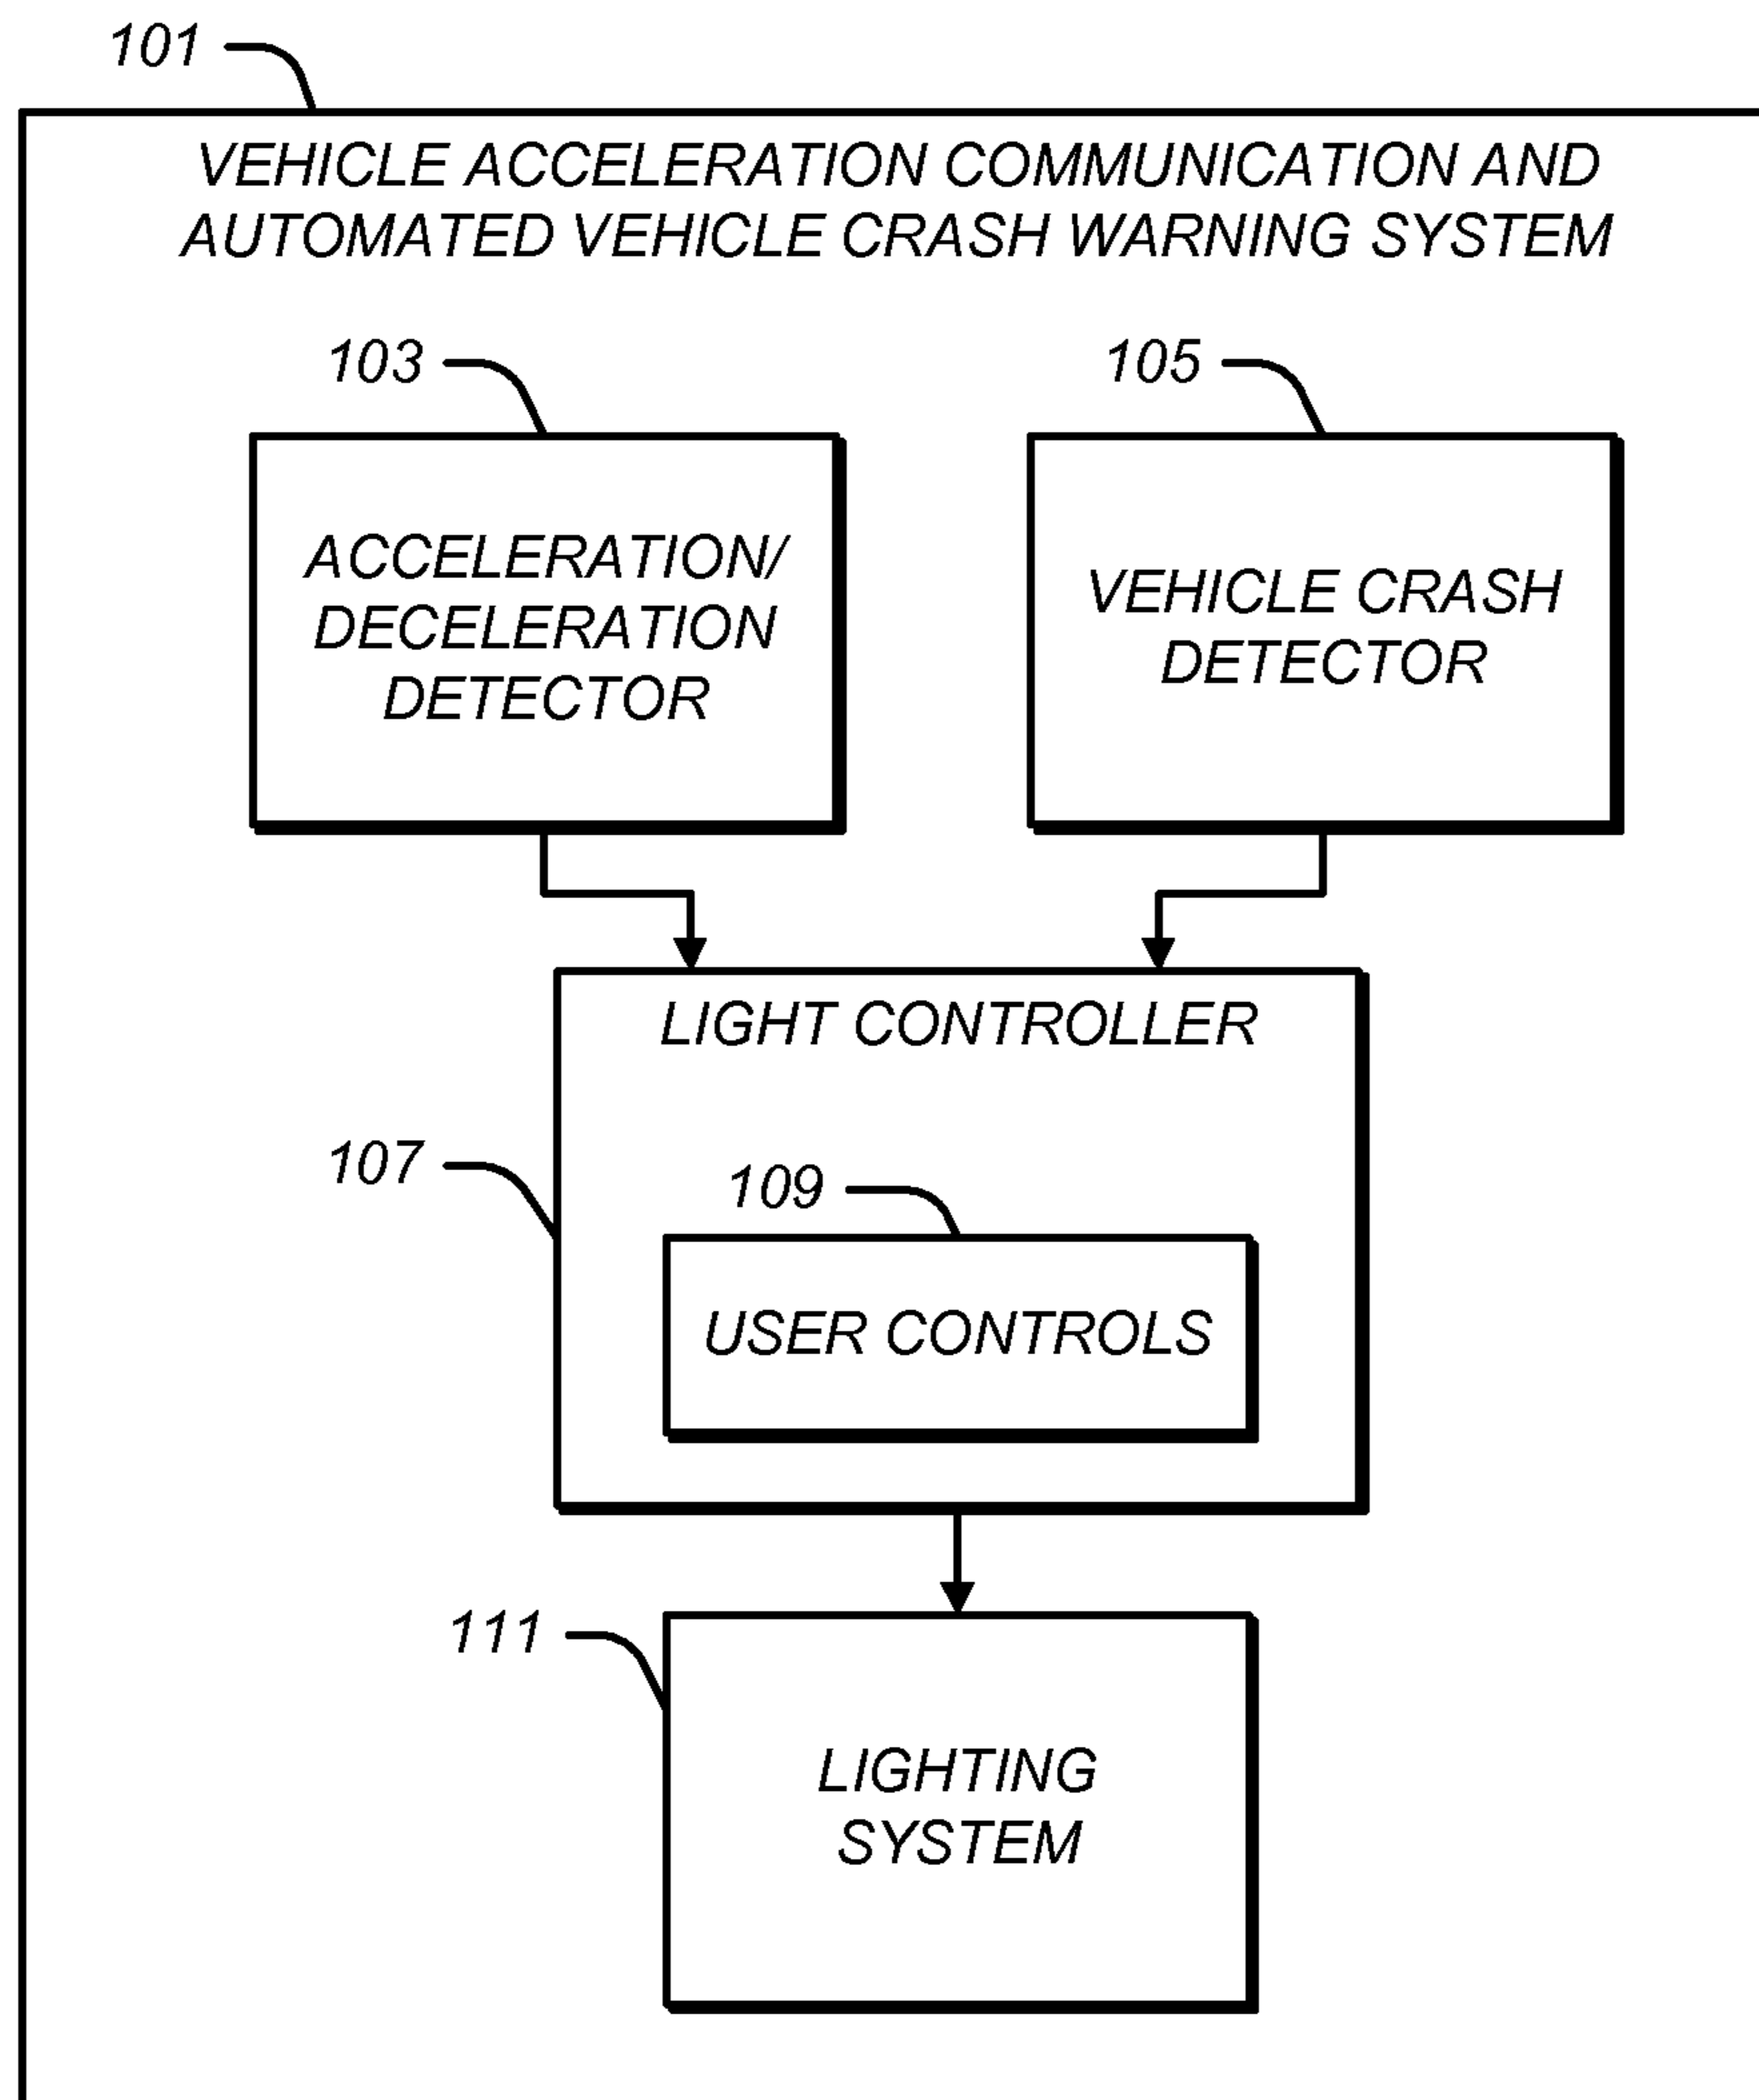 101
VEHICLE ACCELERATION COMMUNICATION AND
AUTOMATED VEHICLE CRASH WARNING SYSTEM
103
105
ACCELERATION/
DECELERATION
DETECTOR
VEHICLE CRASH
DETECTOR
LIGHT CONTROLLER
107
109
USER CONTROLS
111
LIGHTING
SYSTEM